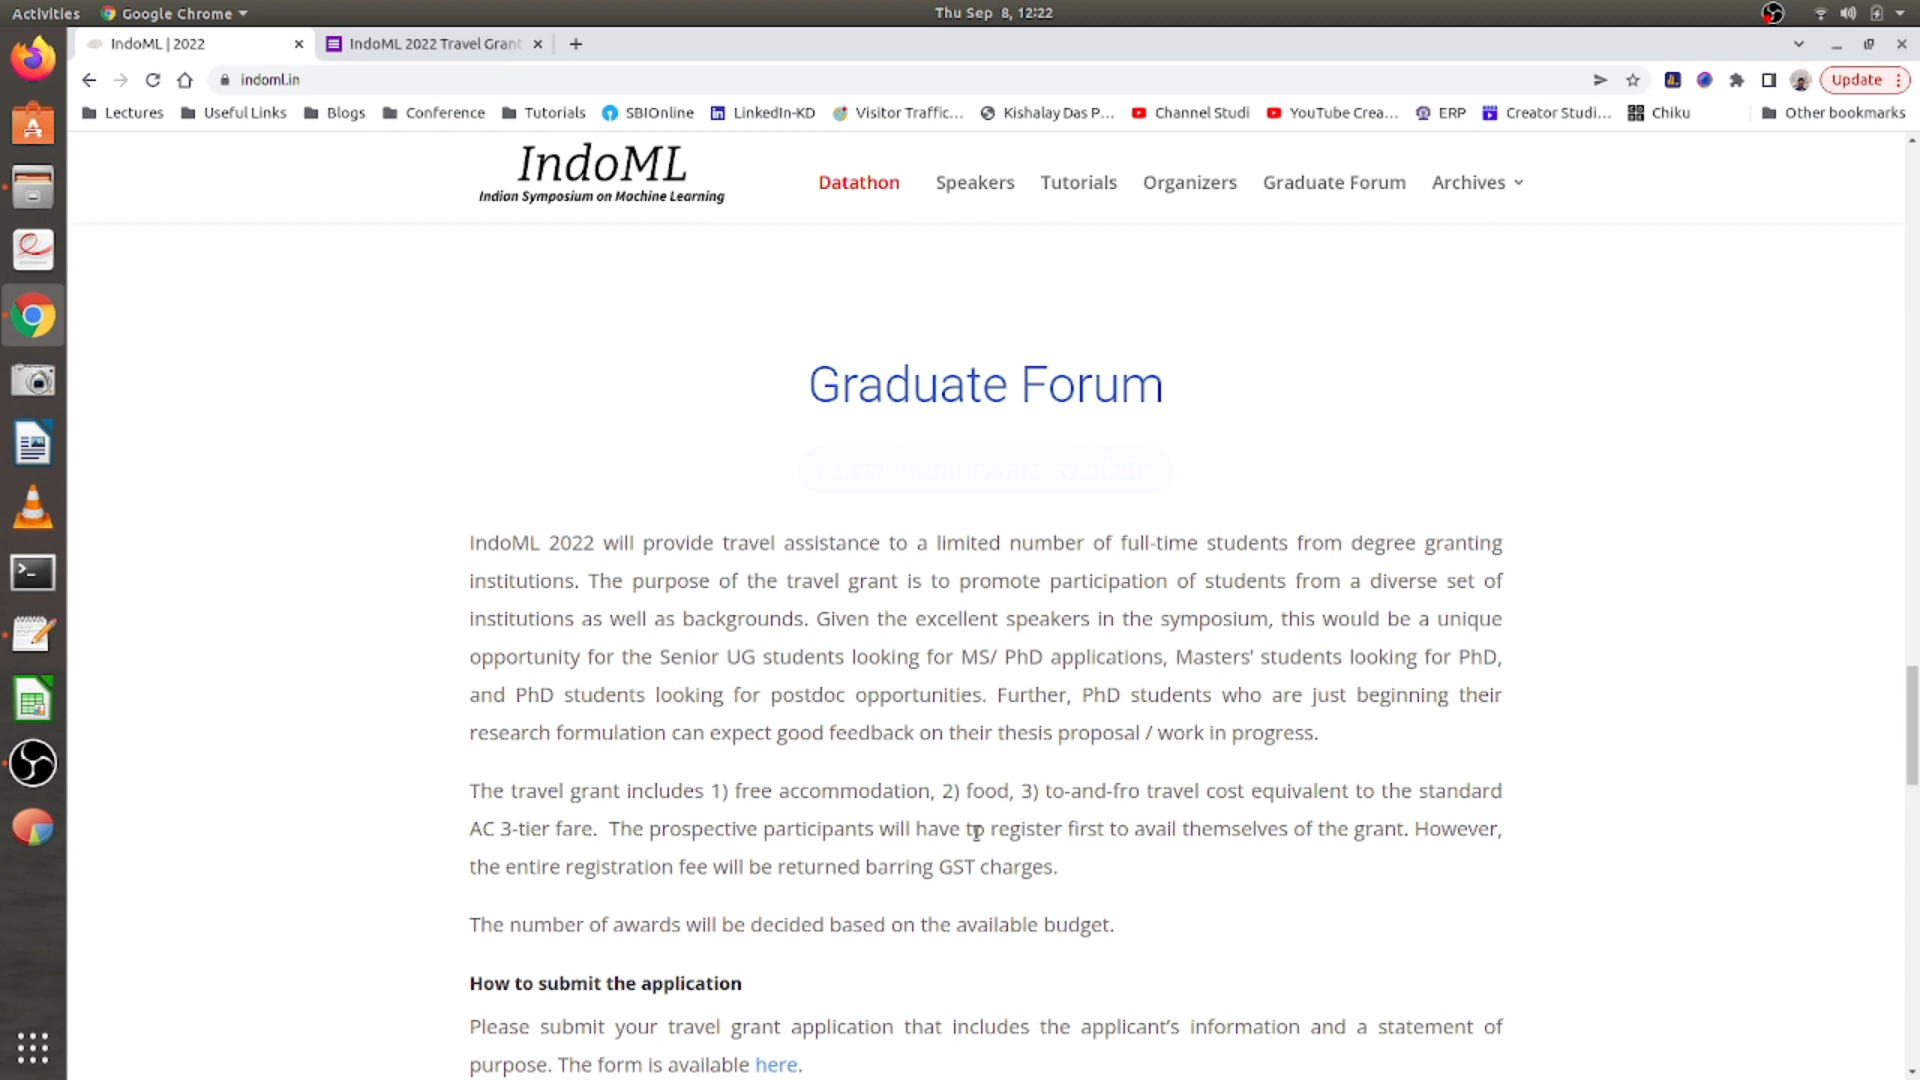 Activities Google Chrome Thu Sep 8, 12:22
IndoML | 2022 IndoML 2022 Travel Grant
indoml.in Update
Lectures Useful Links Blogs Conference Tutorials SBIOnline LinkedIn-KD Visitor Traffic... Kishalay Das P... Channel Studi YouTube Crea... ERP Creator Studi... Chiku Other bookmarks
IndoML
Indian Symposium on Machine Learning
Datathon Speakers Tutorials Organizers Graduate Forum Archives
Graduate Forum
IndoML 2022 will provide travel assistance to a limited number of full-time students from degree granting
institutions. The purpose of the travel grant is to promote participation of students from a diverse set of
institutions as well as backgrounds. Given the excellent speakers in the symposium, this would be a unique
opportunity for the Senior UG students looking for MS/ PhD applications, Masters' students looking for PhD,
and PhD students looking for postdoc opportunities. Further, PhD students who are just beginning their
research formulation can expect good feedback on their thesis proposal / work in progress.
The travel grant includes 1) free accommodation, 2) food, 3) to-and-fro travel cost equivalent to the standard
AC 3-tier fare. The prospective participants will have to register first to avail themselves of the grant. However,
the entire registration fee will be returned barring GST charges.
The number of awards will be decided based on the available budget.
How to submit the application
Please submit your travel grant application that includes the applicant's information and a statement of
purpose. The form is available here.